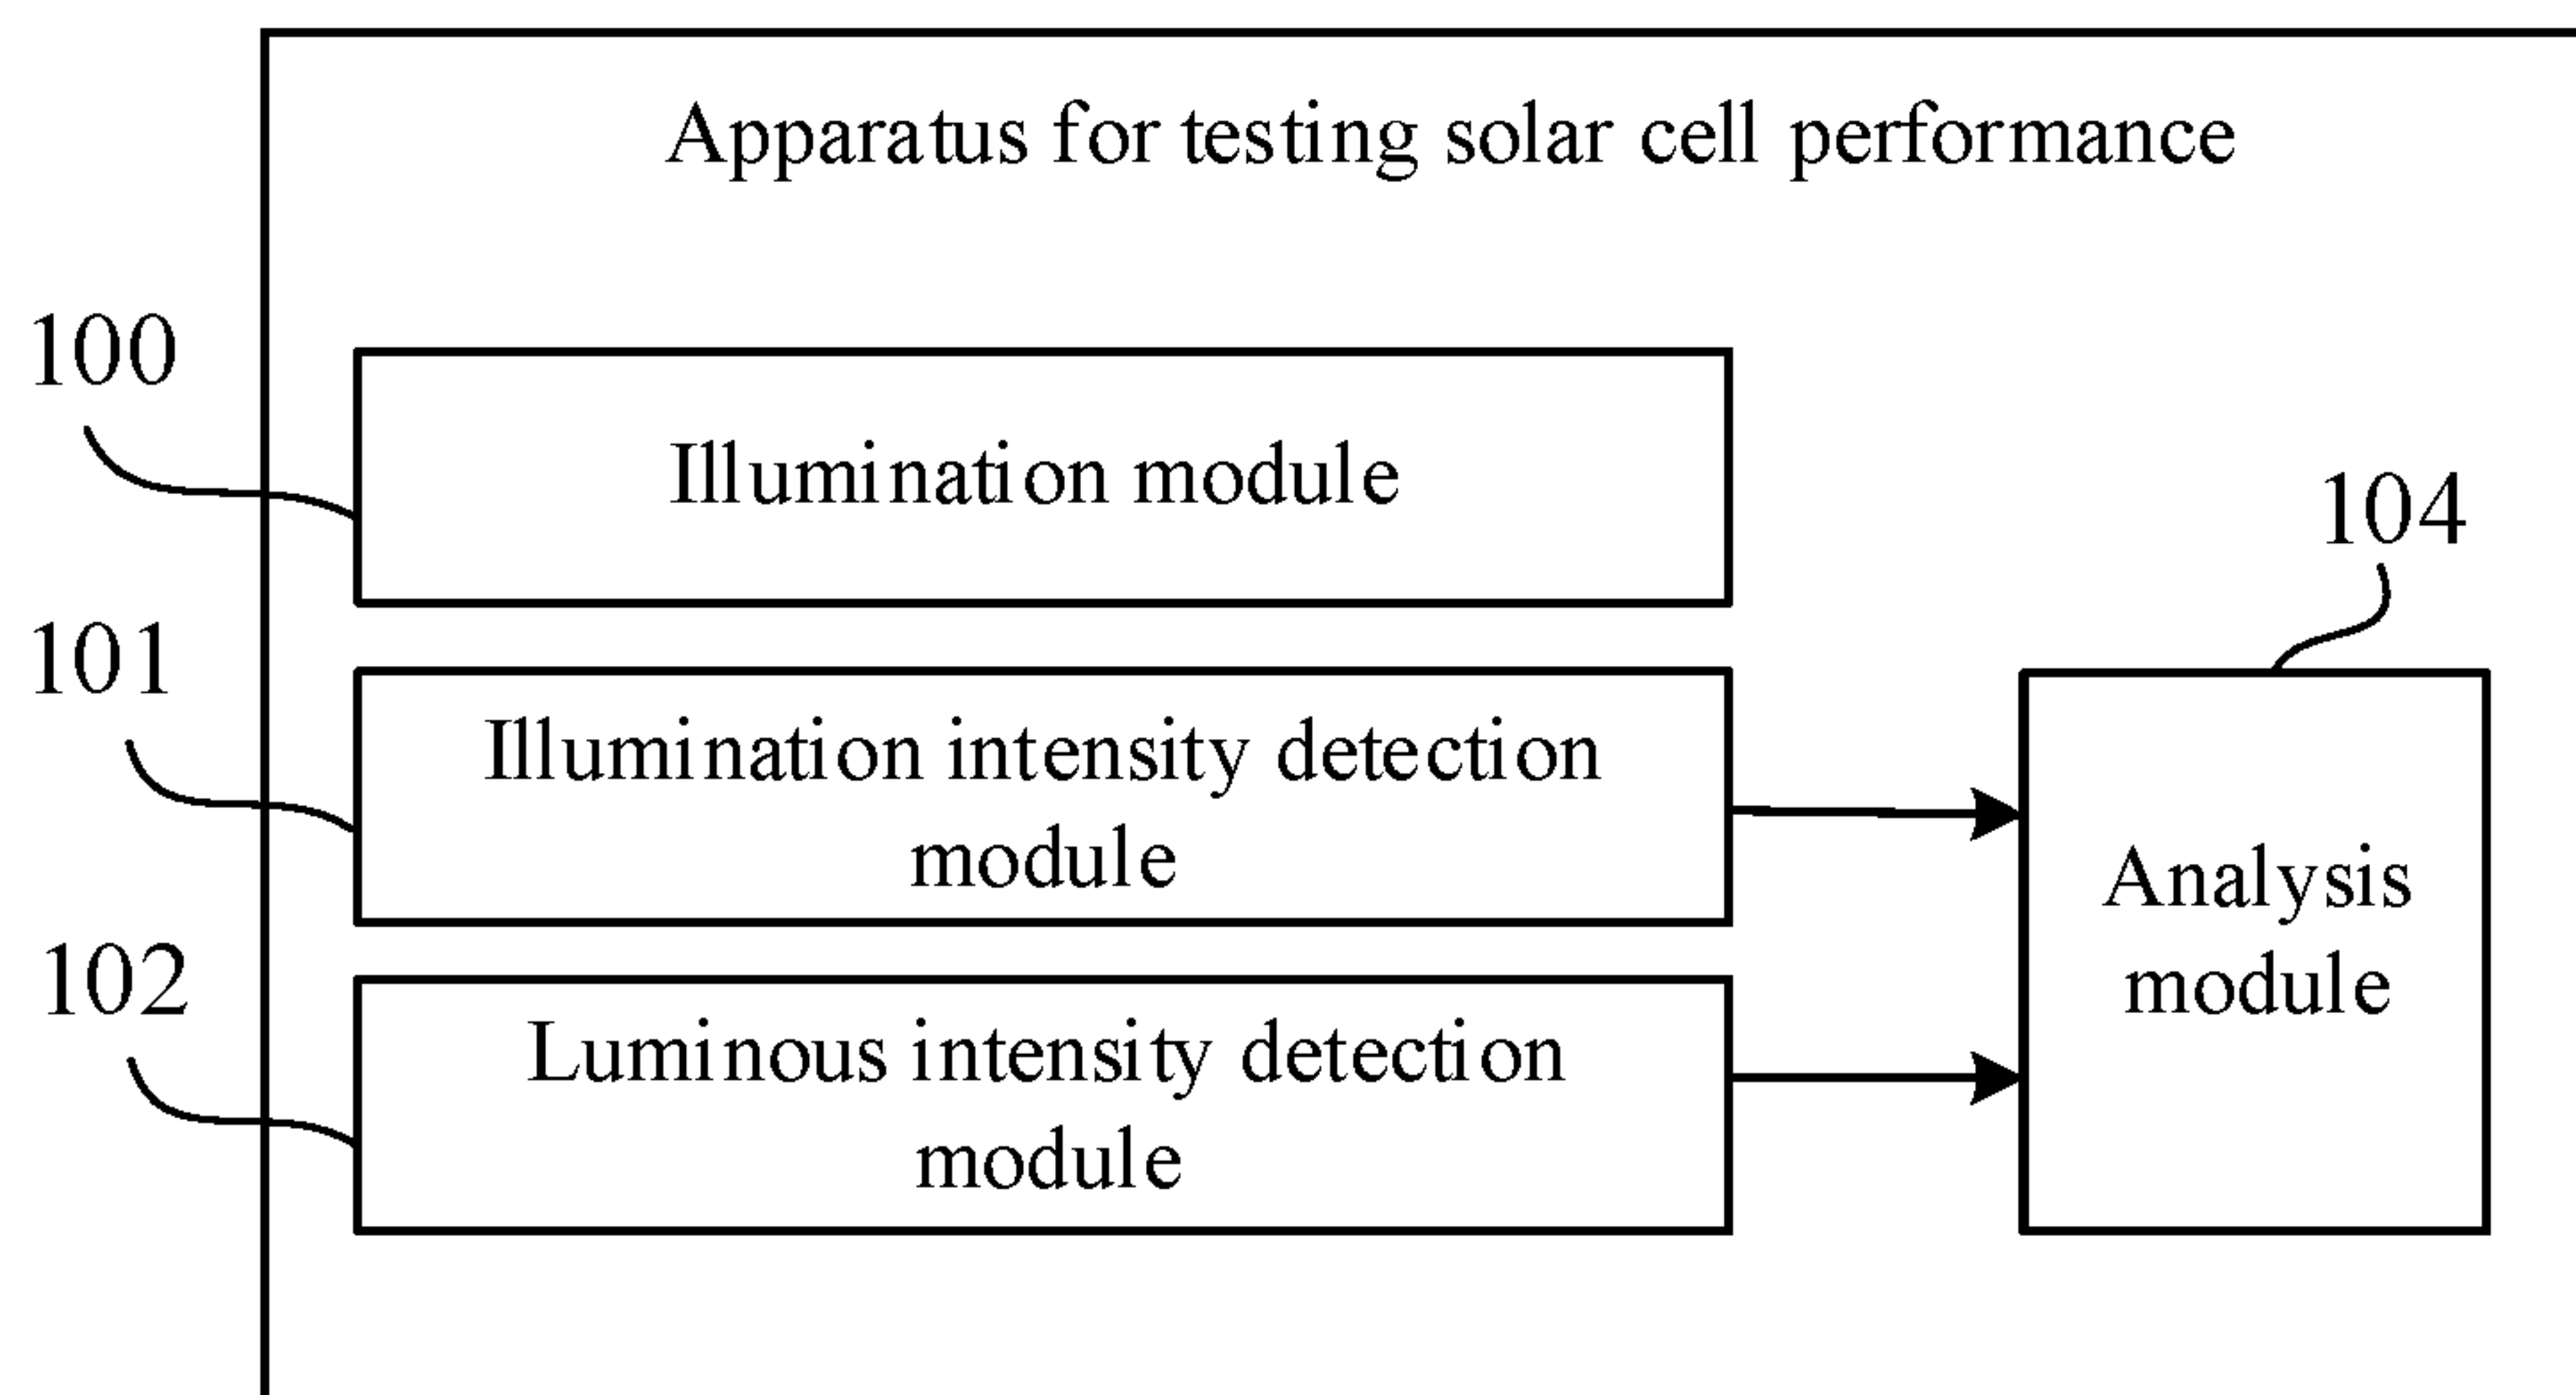 Apparatus for testing solar cell performance
100
Illumination module
104
101
Illumination intensity detection
module
Analysis
module
102
Luminous intensity detection
module